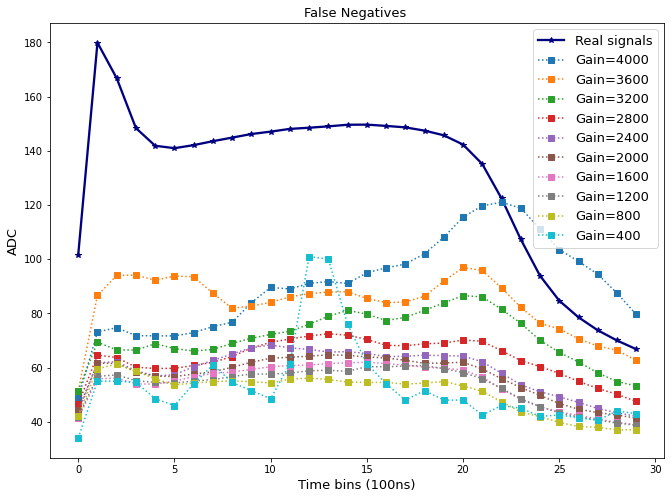 False Negatives
180
160
140
120
100
80
60
40
ADC
0 5 10 15 20 25 30
Time bins (100ns)
Real signals
Gain=4000
Gain=3600
Gain=3200
Gain=2800
Gain=2400
Gain=2000
Gain=1600
Gain=1200
Gain=800
Gain=400